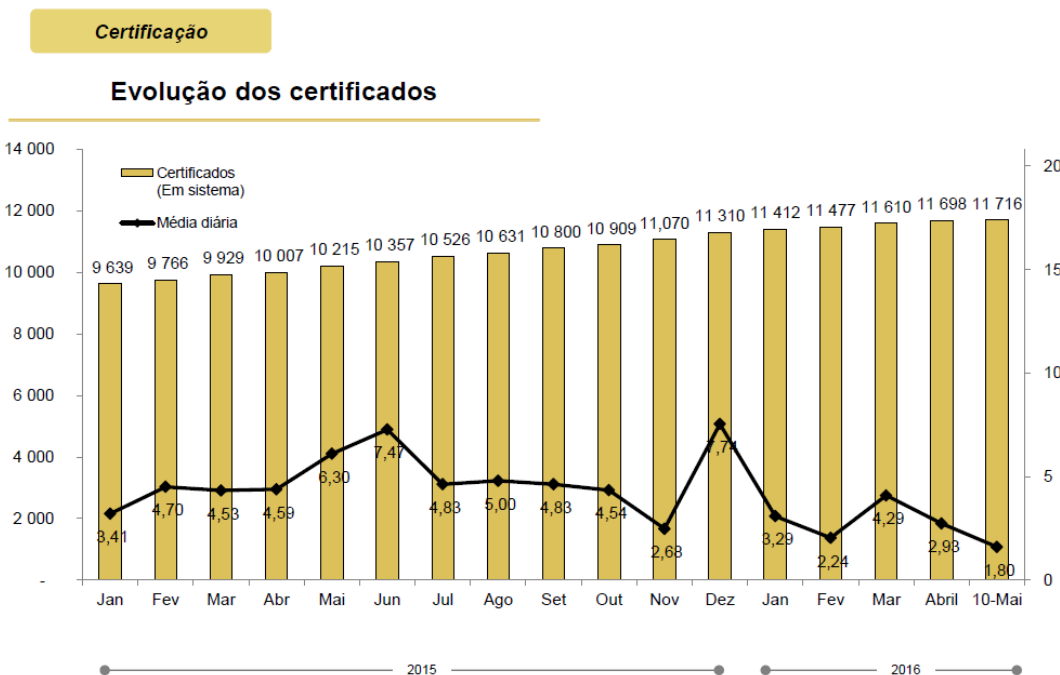 Certificação
Evolução dos certificados
14 000
12 000
10 000
8 000
6 000
4 000
2 000
-
Certificados
(Em sistema)
Média diária
9 639 9 766 9 929 10 007 10 215 10 357 10 526 10 631 10 800 10 909 11,070 11 310 11 412 11 477 11 610 11 698 11 716
3,41 4,70 4,53 4,59 6,30 7,47 4,83 5,00 4,83 4,54 2,68 7,74 3,29 2,24 4,29 2,93 1,80
20
15
10
5
0
Jan Fev Mar Abr Mai Jun Jul Ago Set Out Nov Dez Jan Fev Mar Abril 10-Mai
2015 2016